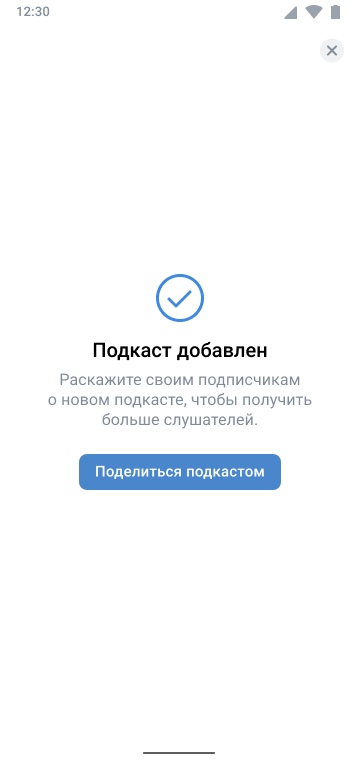 12:30
Подкаст добавлен
Раскажите своим подписчикам
о новом подкасте, чтобы получить
больше слушателей.
Поделиться подкастом